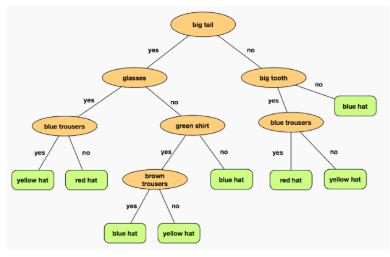 big tail
yes
no
glasses
big tooth
yes
no
yes
no
blue hat
blue trousers
green shirt
blue trousers
yes
no
yes
no
yes
no
yellow hat
red hat
brown
trousers
blue hat
red hat
yellow hat
yes
no
blue hat
yellow hat